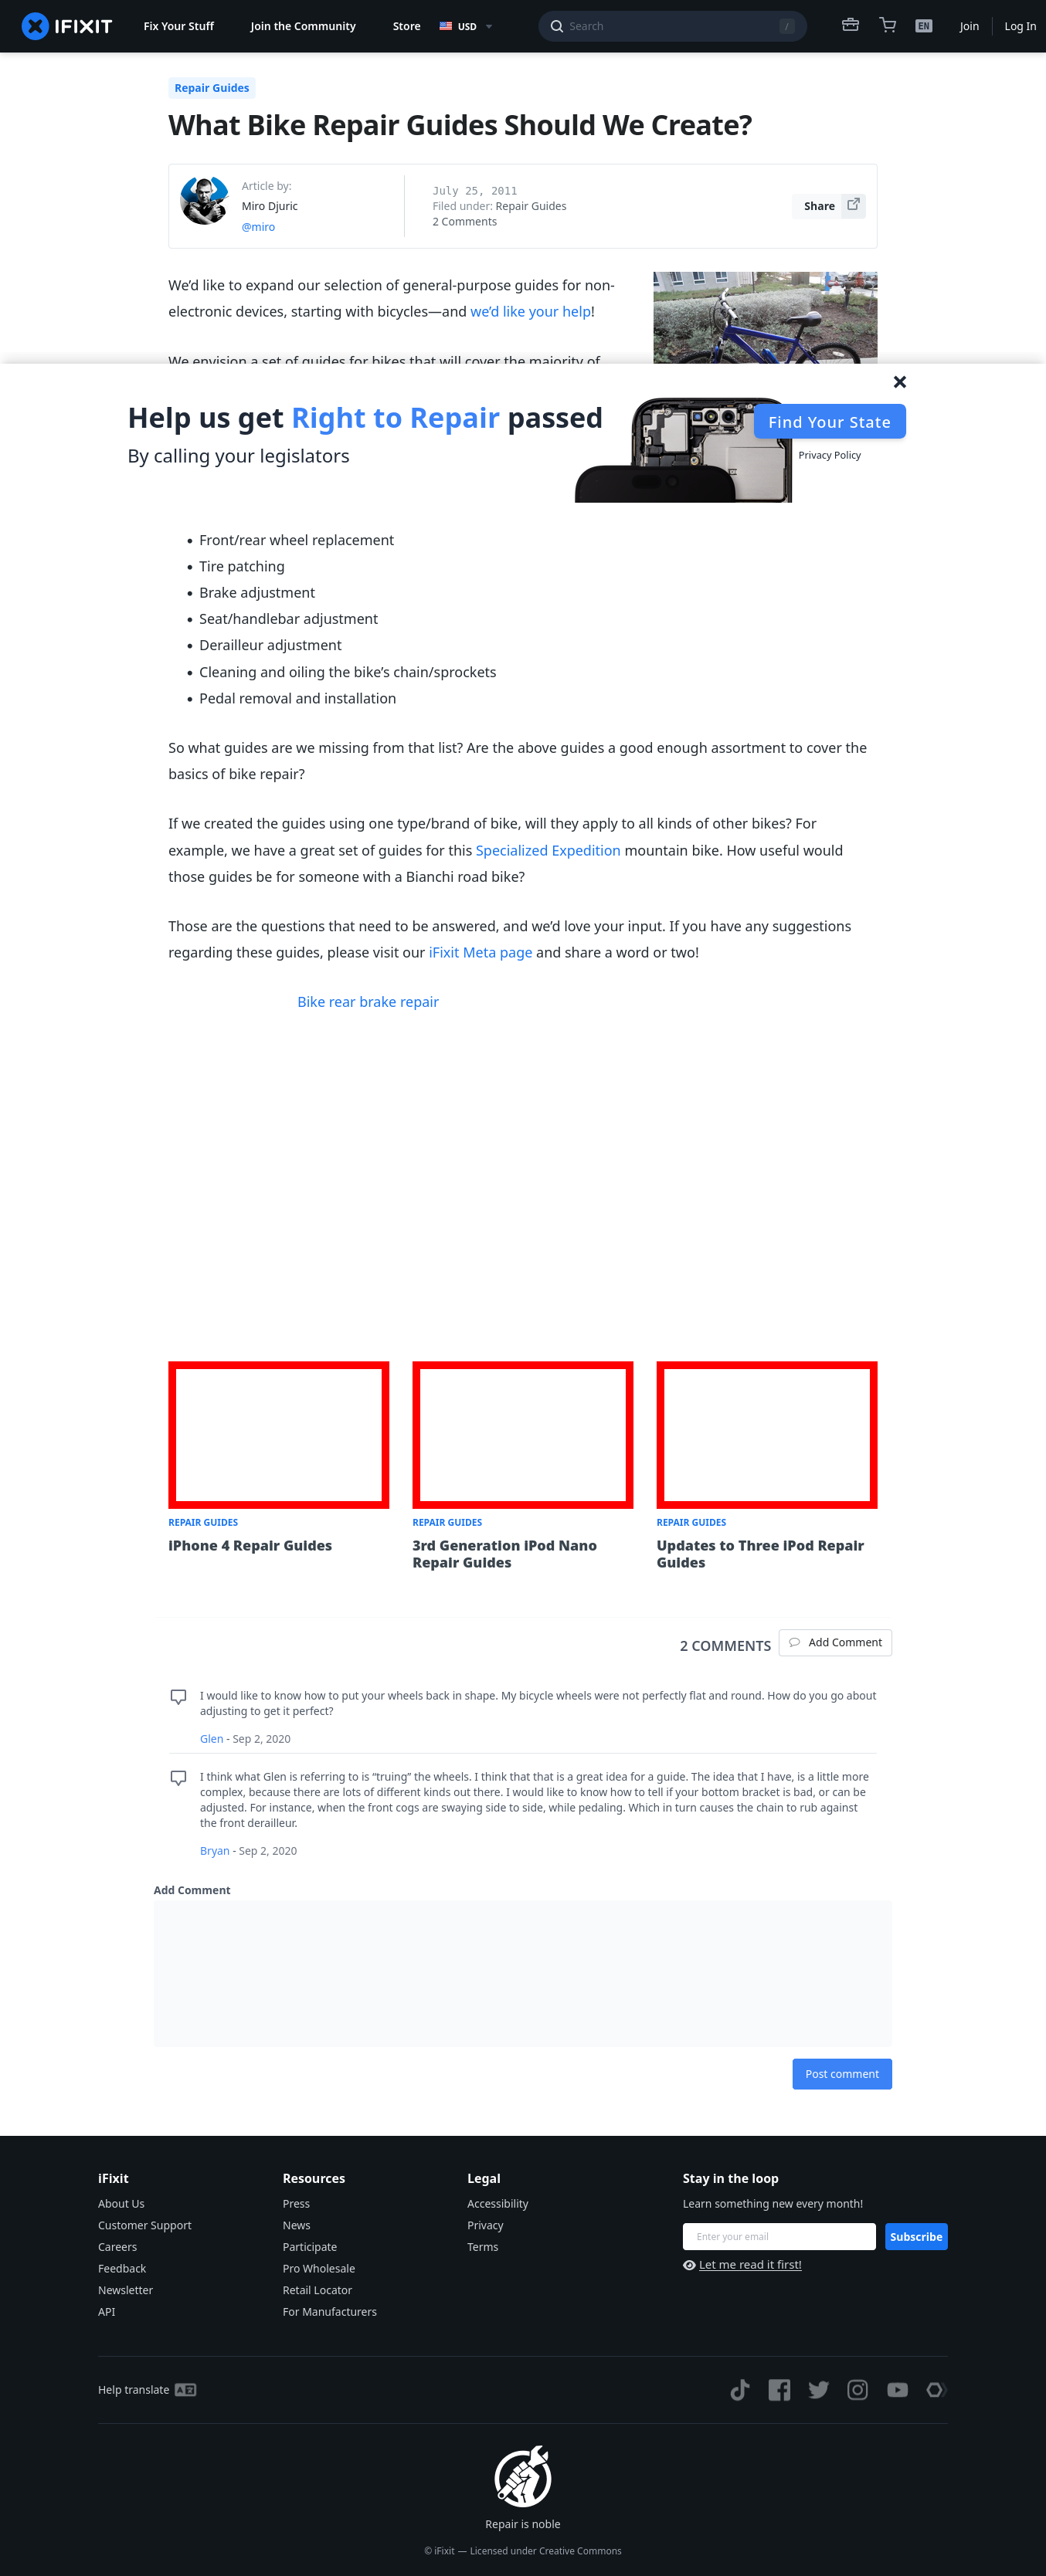 IFIXIT
Fix Your Stuff
Join the Community
Store
USD
Search
/
EN
Join
Log In
Repair Guides
What Bike Repair Guides Should We Create?
Article by:
Miro Djuric
@miro
July 25, 2011
Filed under: Repair Guides
2 Comments
Share
We’d like to expand our selection of general-purpose guides for non-
electronic devices, starting with bicycles—and we’d like your help!
We envision a set of guides for bikes that will cover the majority of
Help us get Right to Repair passed
By calling your legislators
Find Your State
Privacy Policy
• Front/rear wheel replacement
• Tire patching
• Brake adjustment
• Seat/handlebar adjustment
• Derailleur adjustment
• Cleaning and oiling the bike’s chain/sprockets
• Pedal removal and installation
So what guides are we missing from that list? Are the above guides a good enough assortment to cover the
basics of bike repair?
If we created the guides using one type/brand of bike, will they apply to all kinds of other bikes? For
example, we have a great set of guides for this Specialized Expedition mountain bike. How useful would
those guides be for someone with a Bianchi road bike?
Those are the questions that need to be answered, and we’d love your input. If you have any suggestions
regarding these guides, please visit our iFixit Meta page and share a word or two!
Bike rear brake repair
REPAIR GUIDES
iPhone 4 Repair Guides
REPAIR GUIDES
3rd Generation iPod Nano
Repair Guides
REPAIR GUIDES
Updates to Three iPod Repair
Guides
2 COMMENTS
Add Comment
I would like to know how to put your wheels back in shape. My bicycle wheels were not perfectly flat and round. How do you go about
adjusting to get it perfect?
Glen - Sep 2, 2020
I think what Glen is referring to is “truing” the wheels. I think that that is a great idea for a guide. The idea that I have, is a little more
complex, because there are lots of different kinds out there. I would like to know how to tell if your bottom bracket is bad, or can be
adjusted. For instance, when the front cogs are swaying side to side, while pedaling. Which in turn causes the chain to rub against
the front derailleur.
Bryan - Sep 2, 2020
Add Comment
Post comment
iFixit
About Us
Customer Support
Careers
Feedback
Newsletter
API
Resources
Press
News
Participate
Pro Wholesale
Retail Locator
For Manufacturers
Legal
Accessibility
Privacy
Terms
Stay in the loop
Learn something new every month!
Enter your email
Subscribe
Let me read it first!
Help translate
Repair is noble
© iFixit — Licensed under Creative Commons